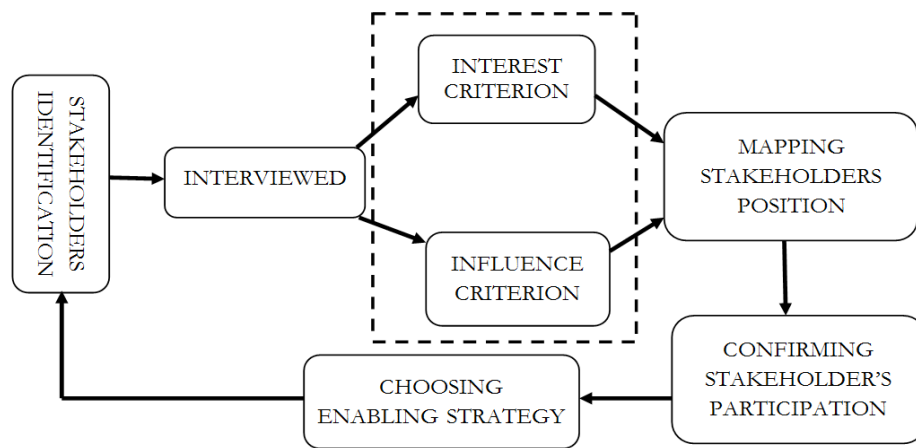 STAKEHOLDERS
IDENTIFICATION
INTERVIEWED
INTEREST
CRITERION
INFLUENCE
CRITERION
MAPPING
STAKEHOLDERS
POSITION
CONFIRMING
STAKEHOLDER’S
PARTICIPATION
CHOOSING
ENABLING STRATEGY